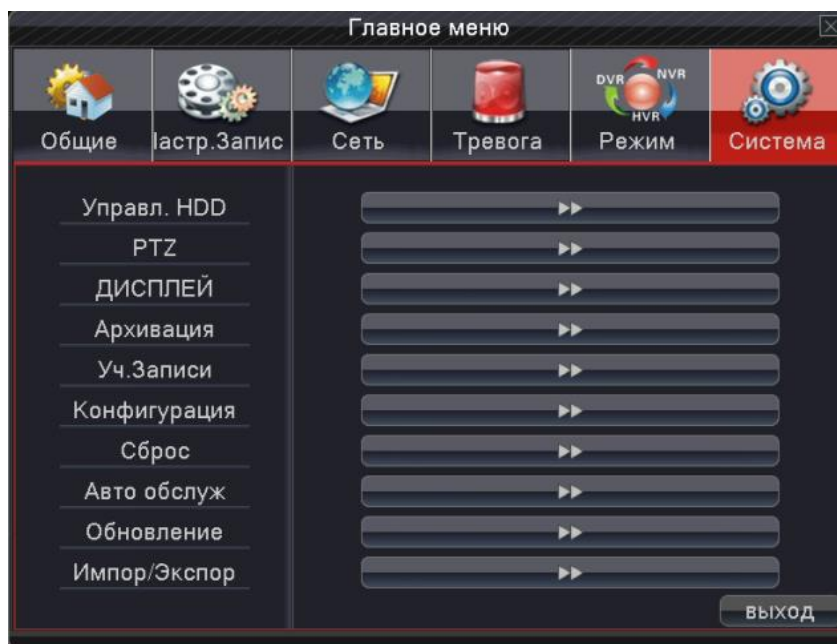 Главное меню
DVR NVR
HVR
Общие Настр.Запис Сеть Тревога Режим Система
Управл. HDD
PTZ
ДИСПЛЕЙ
Архивация
Уч.Записи
Конфигурация
Сброс
Авто обслуж
Обновление
Импор/Экспор
выход